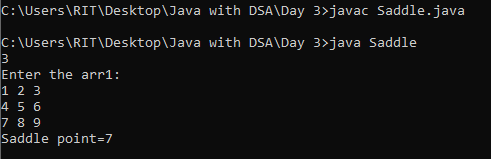 C:\Users\RIT\Desktop\Java with DSA\Day 3>javac Saddle.java
C:\Users\RIT\Desktop\Java with DSA\Day 3>java Saddle
3
Enter the arr1:
1 2 3
4 5 6
7 8 9
Saddle point=7